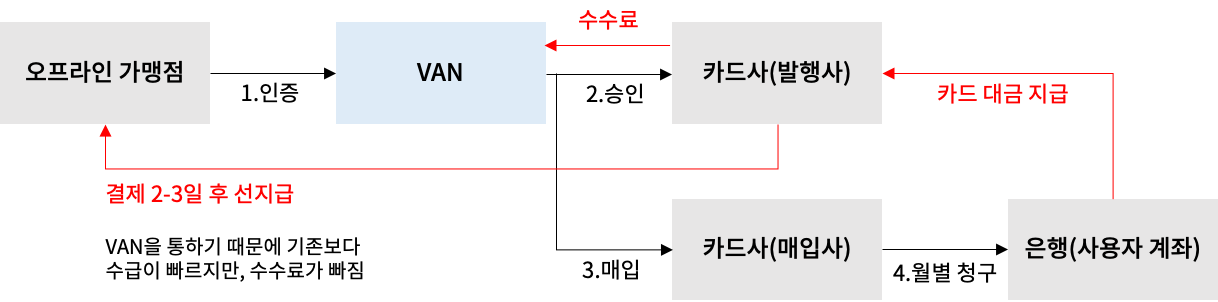 수수료
오프라인 가맹점
VAN
카드사(발행사)
1.인증
2.승인
카드 대금 지급
결제 2-3일 후 선지급
VAN을 통하기 때문에 기존보다
수급이 빠르지만, 수수료가 빠짐
카드사(매입사)
은행(사용자 계좌)
3.매입
4.월별 청구